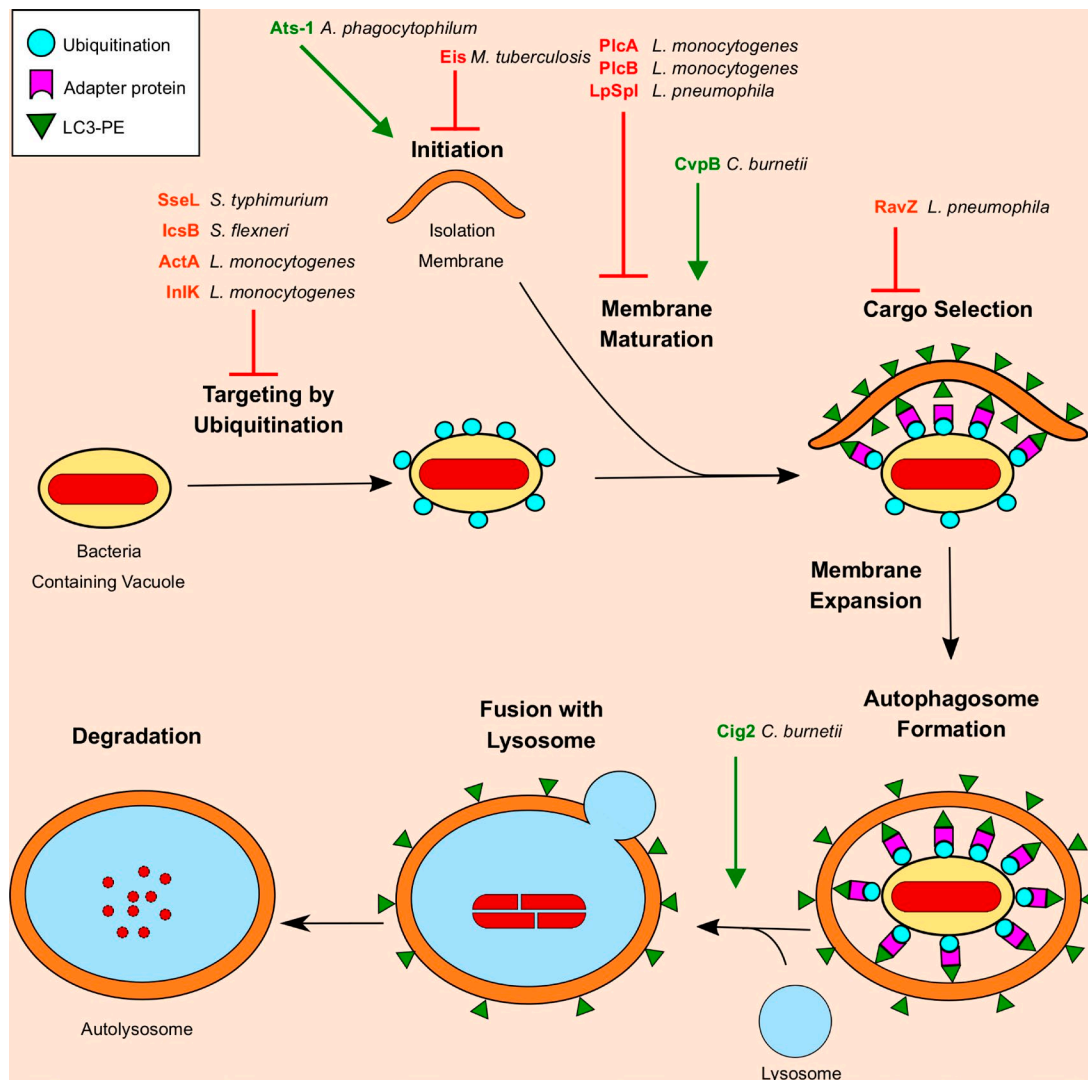 Ubiquitination
Adapter protein
LC3-PE
Ats-1 A. phagocytophilum
Eis M. tuberculosis
PlcA L. monocytogenes
PlcB L. monocytogenes
LpSpl L. pneumophila
Initiation
Isolation
Membrane
CvpB C. burnetii
SseL S. typhimurium
IcsB S. flexneri
ActA L. monocytogenes
InlK L. monocytogenes
RavZ L. pneumophila
Membrane
Maturation
Cargo Selection
Targeting by
Ubiquitination
Bacteria
Containing Vacuole
Membrane
Expansion
Autophagosome
Formation
Cig2 C. burnetii
Fusion with
Lysosome
Degradation
Autolysosome
Lysosome